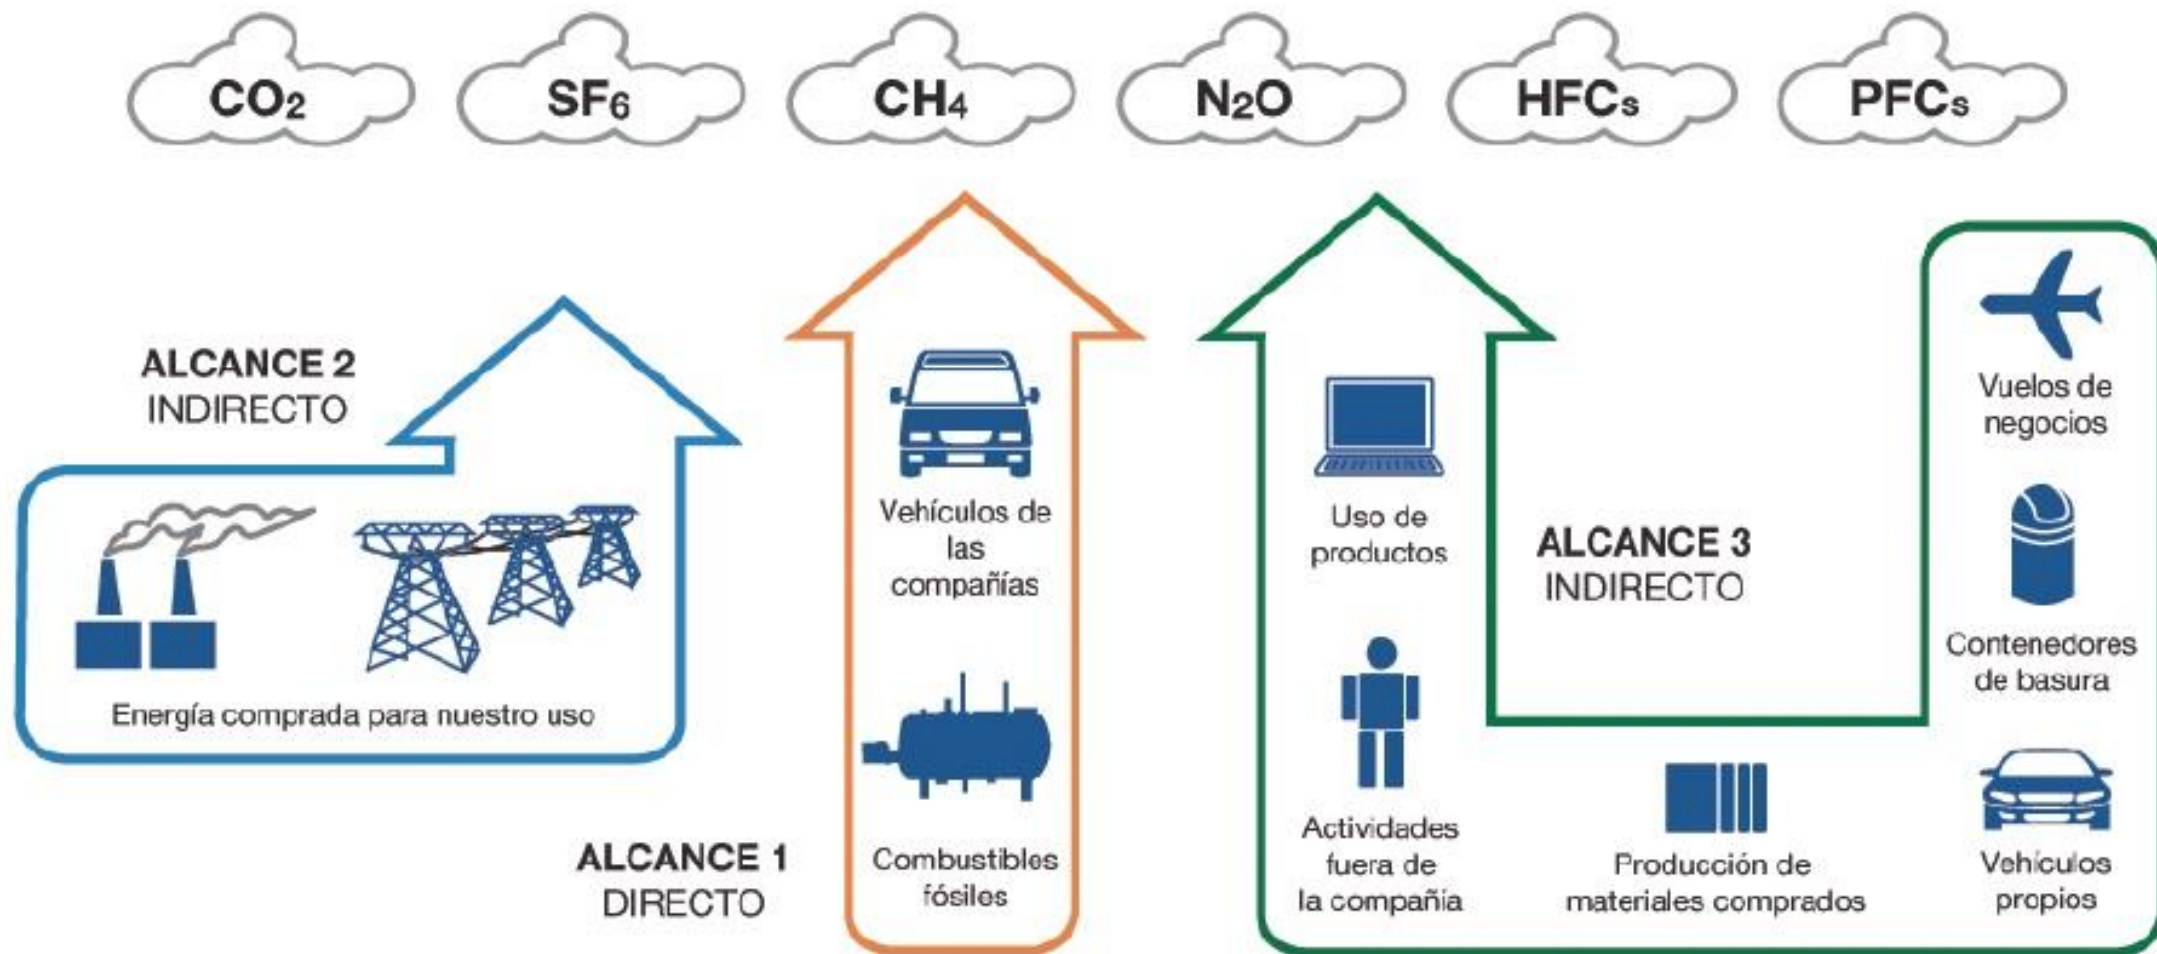 CO₂
SF₆
CH₄
N₂O
HFCs
PFCs
ALCANCE 2
INDIRECTO
Energía comprada para nuestro uso
ALCANCE 1
DIRECTO
Vehículos de
las
compañías
Combustibles
fósiles
Uso de
productos
Actividades
fuera de
la compañía
ALCANCE 3
INDIRECTO
Producción de
materiales comprados
Vuelos de
negocios
Contenedores
de basura
Vehículos
propios